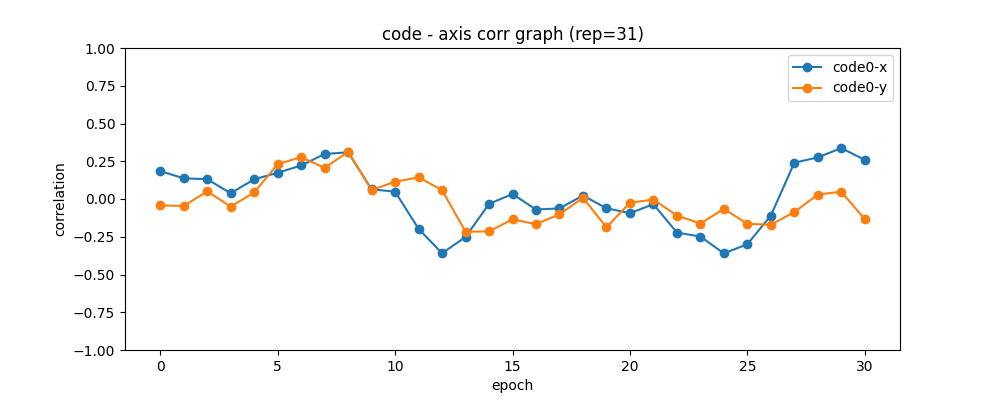 code - axis corr graph (rep=31)
1.00
0.75
0.50
0.25
0.00
−0.25
−0.50
−0.75
−1.00
correlation
code0-x
code0-y
0 5 10 15 20 25 30
epoch